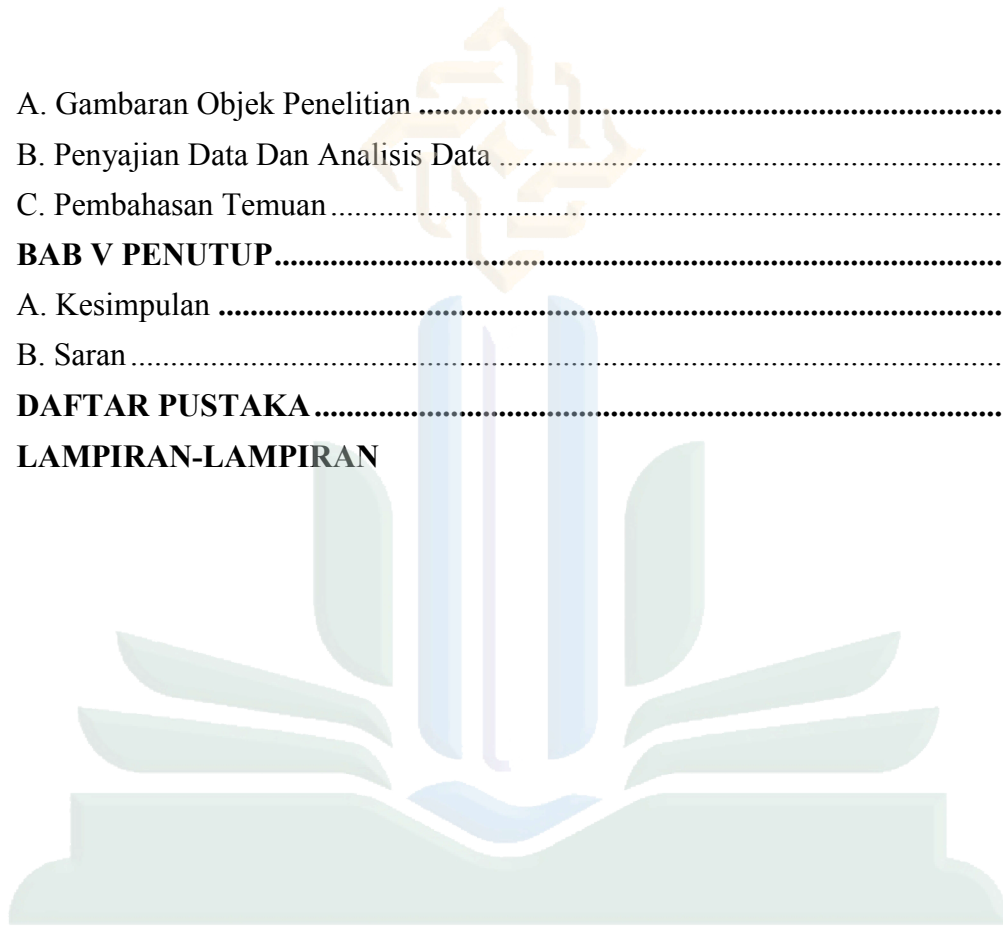 A. Gambaran Objek Penelitian ........................................................................
B. Penyajian Data Dan Analisis Data ...............................................................
C. Pembahasan Temuan ....................................................................................
BAB V PENUTUP ...........................................................................................
A. Kesimpulan .................................................................................................
B. Saran ............................................................................................................
DAFTAR PUSTAKA ......................................................................................
LAMPIRAN-LAMPIRAN